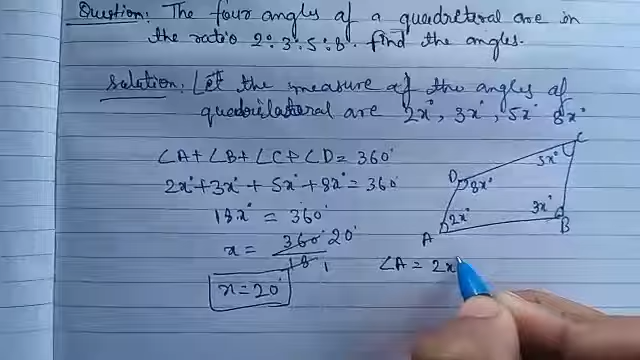 Question: The four angles of a quadreteral are in
the ratio 2:3:5:8. find the angles.
Solution: Let the measure of the angles of
quadrilateral are 2x°, 3x°, 5x° 8x°
∠A+∠B+∠C+∠D=360°
2x°+3x°+5x°+8x°=360°
18x°=360°
x= 360° 20°
18 1
x=20°
C
5x°
D 8x°
3x°
2x°
A
B
∠A=2x